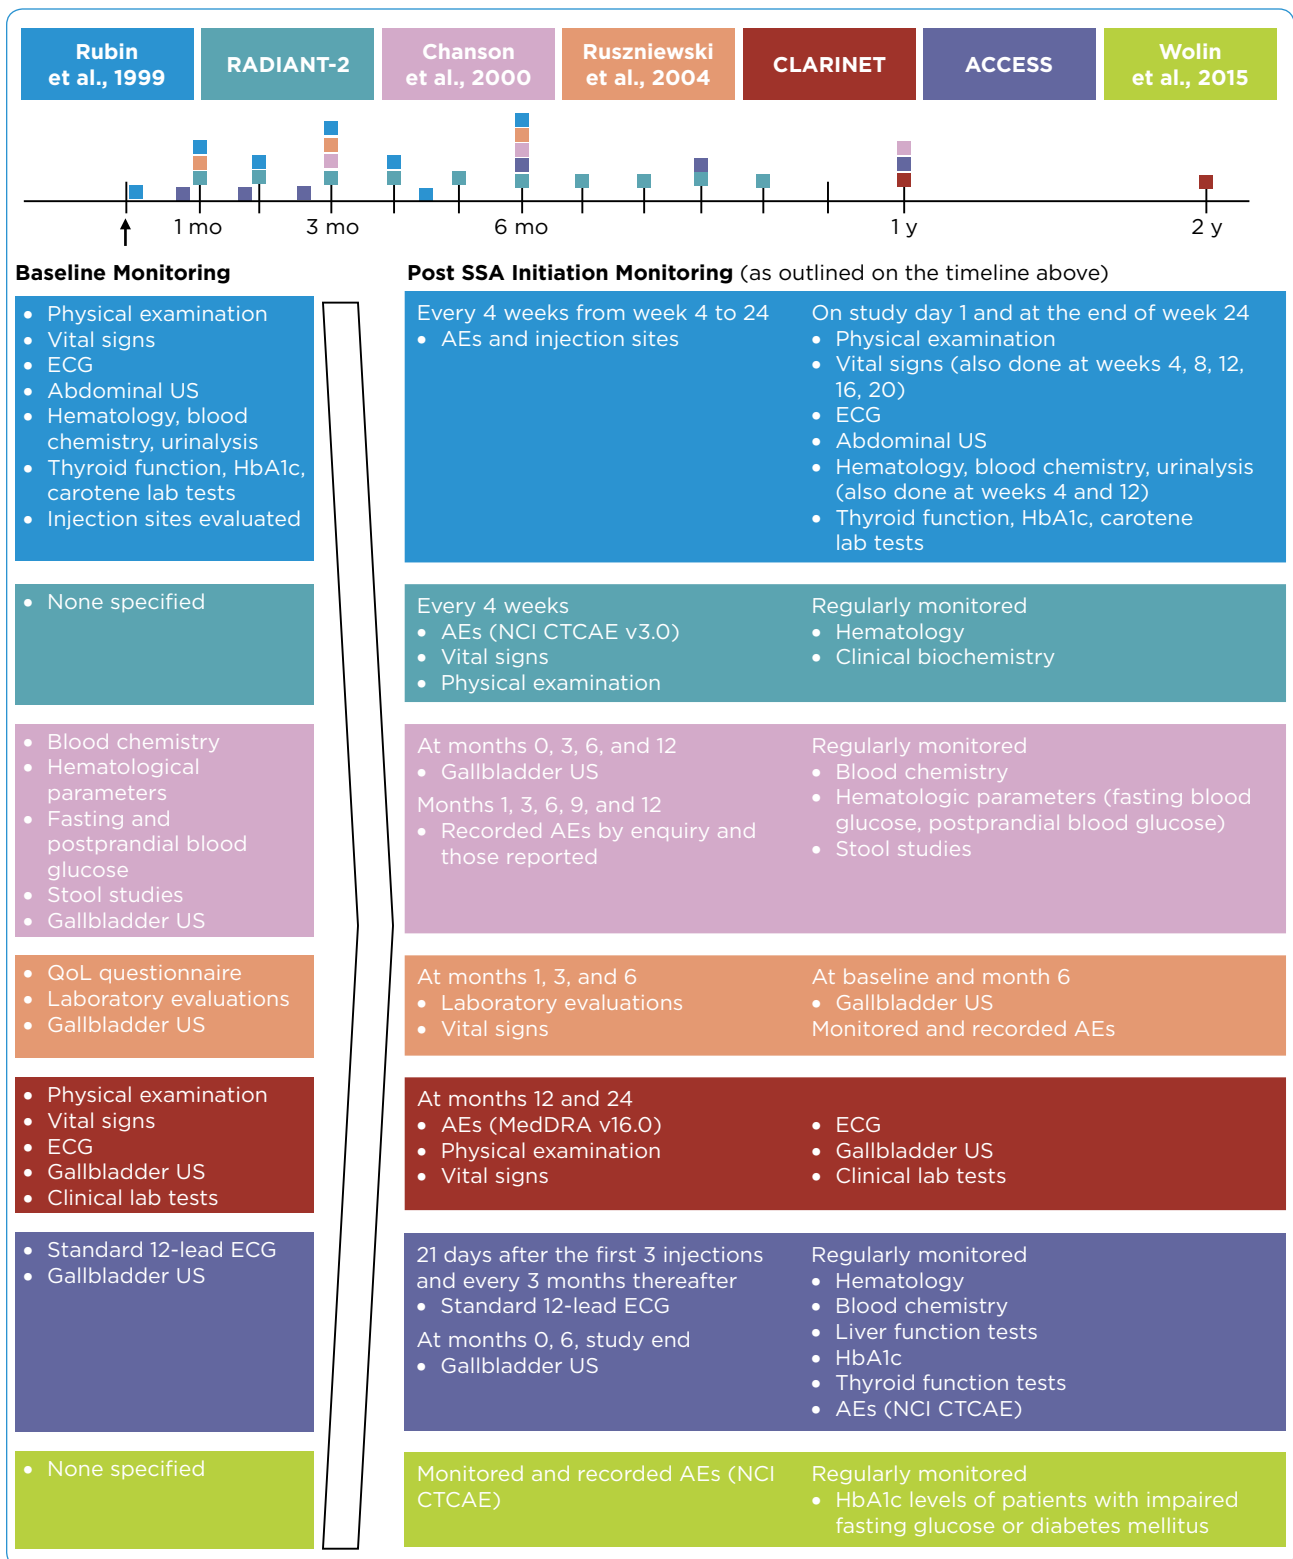 Rubin
et al., 1999
RADIANT-2
Chanson
et al., 2000
Ruszniewski
et al., 2004
CLARINET
ACCESS
Wolin
et al., 2015
1 mo
3 mo
6 mo
1 y
2 y
Baseline Monitoring
Post SSA Initiation Monitoring (as outlined on the timeline above)
• Physical examination
• Vital signs
• ECG
• Abdominal US
• Hematology, blood
chemistry, urinalysis
• Thyroid function, HbA1c,
carotene lab tests
• Injection sites evaluated
Every 4 weeks from week 4 to 24
• AEs and injection sites
On study day 1 and at the end of week 24
• Physical examination
• Vital signs (also done at weeks 4, 8, 12,
16, 20)
• ECG
• Abdominal US
• Hematology, blood chemistry, urinalysis
(also done at weeks 4 and 12)
• Thyroid function, HbA1c, carotene
lab tests
• None specified
Every 4 weeks
• AEs (NCI CTCAE v3.0)
• Vital signs
• Physical examination
Regularly monitored
• Hematology
• Clinical biochemistry
• Blood chemistry
• Hematological
parameters
• Fasting and
postprandial blood
glucose
• Stool studies
• Gallbladder US
At months 0, 3, 6, and 12
• Gallbladder US
Months 1, 3, 6, 9, and 12
• Recorded AEs by enquiry and
those reported
Regularly monitored
• Blood chemistry
• Hematologic parameters (fasting blood
glucose, postprandial blood glucose)
• Stool studies
• QoL questionnaire
• Laboratory evaluations
• Gallbladder US
At months 1, 3, and 6
• Laboratory evaluations
• Vital signs
At baseline and month 6
• Gallbladder US
Monitored and recorded AEs
• Physical examination
• Vital signs
• ECG
• Gallbladder US
• Clinical lab tests
At months 12 and 24
• AEs (MedDRA v16.0)
• Physical examination
• Vital signs
• ECG
• Gallbladder US
• Clinical lab tests
• Standard 12-lead ECG
• Gallbladder US
21 days after the first 3 injections
and every 3 months thereafter
• Standard 12-lead ECG
At months 0, 6, study end
• Gallbladder US
Regularly monitored
• Hematology
• Blood chemistry
• Liver function tests
• HbA1c
• Thyroid function tests
• AEs (NCI CTCAE)
• None specified
Monitored and recorded AEs (NCI
CTCAE)
Regularly monitored
• HbA1c levels of patients with impaired
fasting glucose or diabetes mellitus